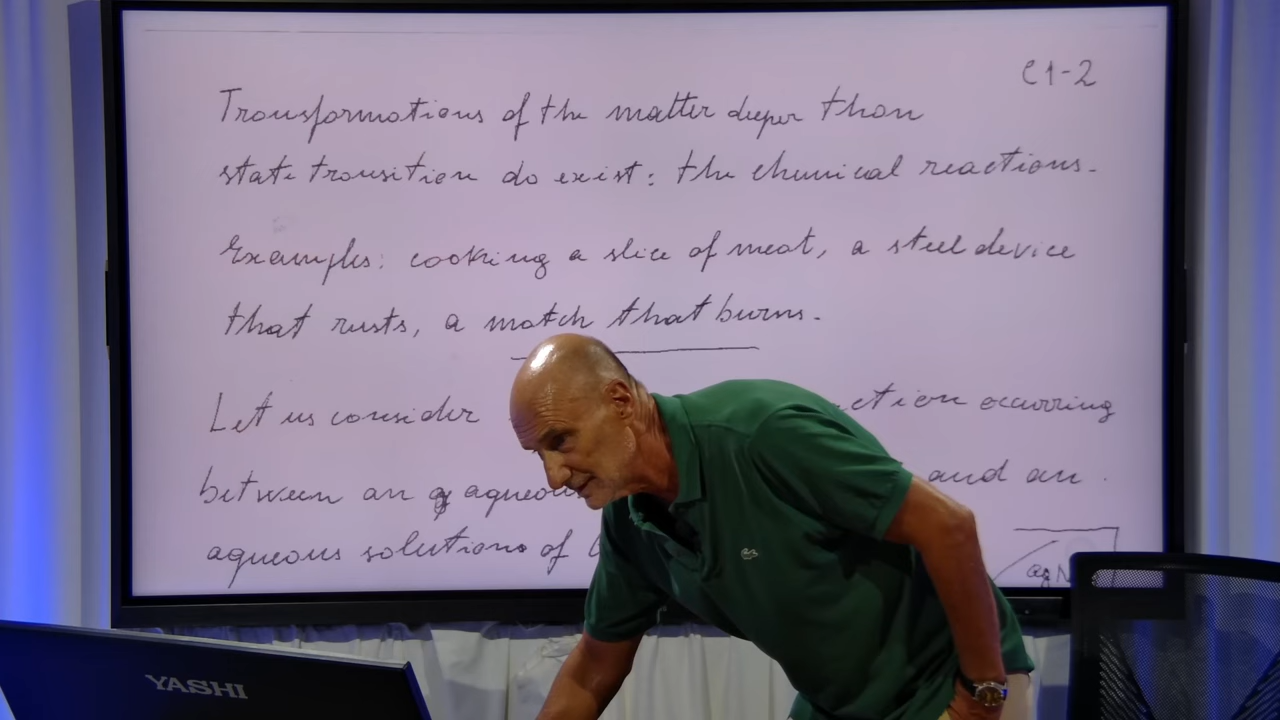 C1-2
Transformations of the matter deeper than
state transition do exist: the chemical reactions.
Examples: cooking a slice of meat, a steel device
that rusts, a match that burns.
Let us consider ction occurring
between an aqueous and an
aqueous solutions of
YASHI